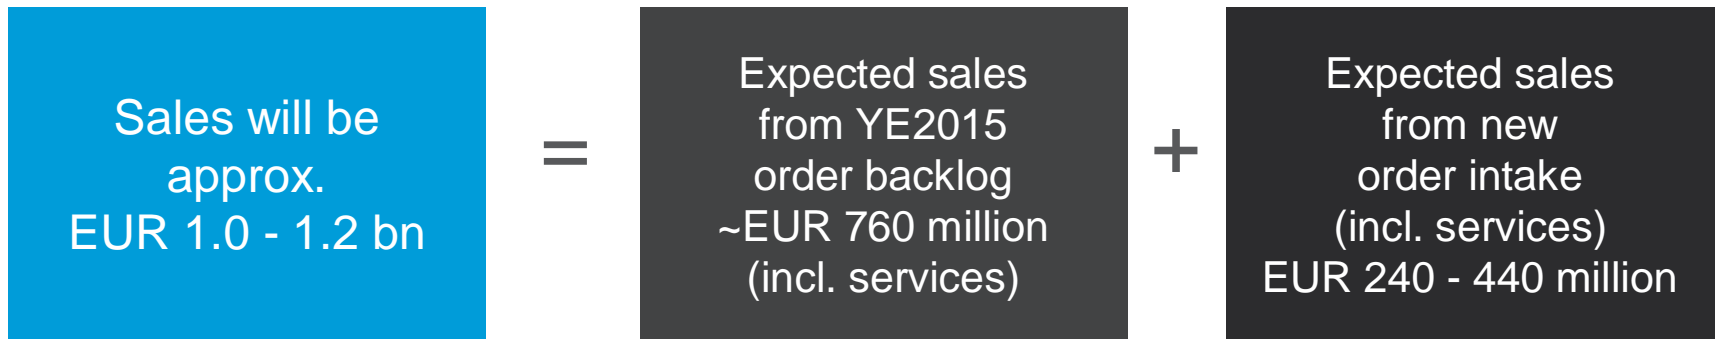 Sales will be
approx.
EUR 1.0 - 1.2 bn
=
Expected sales
from YE2015
order backlog
~EUR 760 million
(incl. services)
+
Expected sales
from new
order intake
(incl. services)
EUR 240 - 440 million